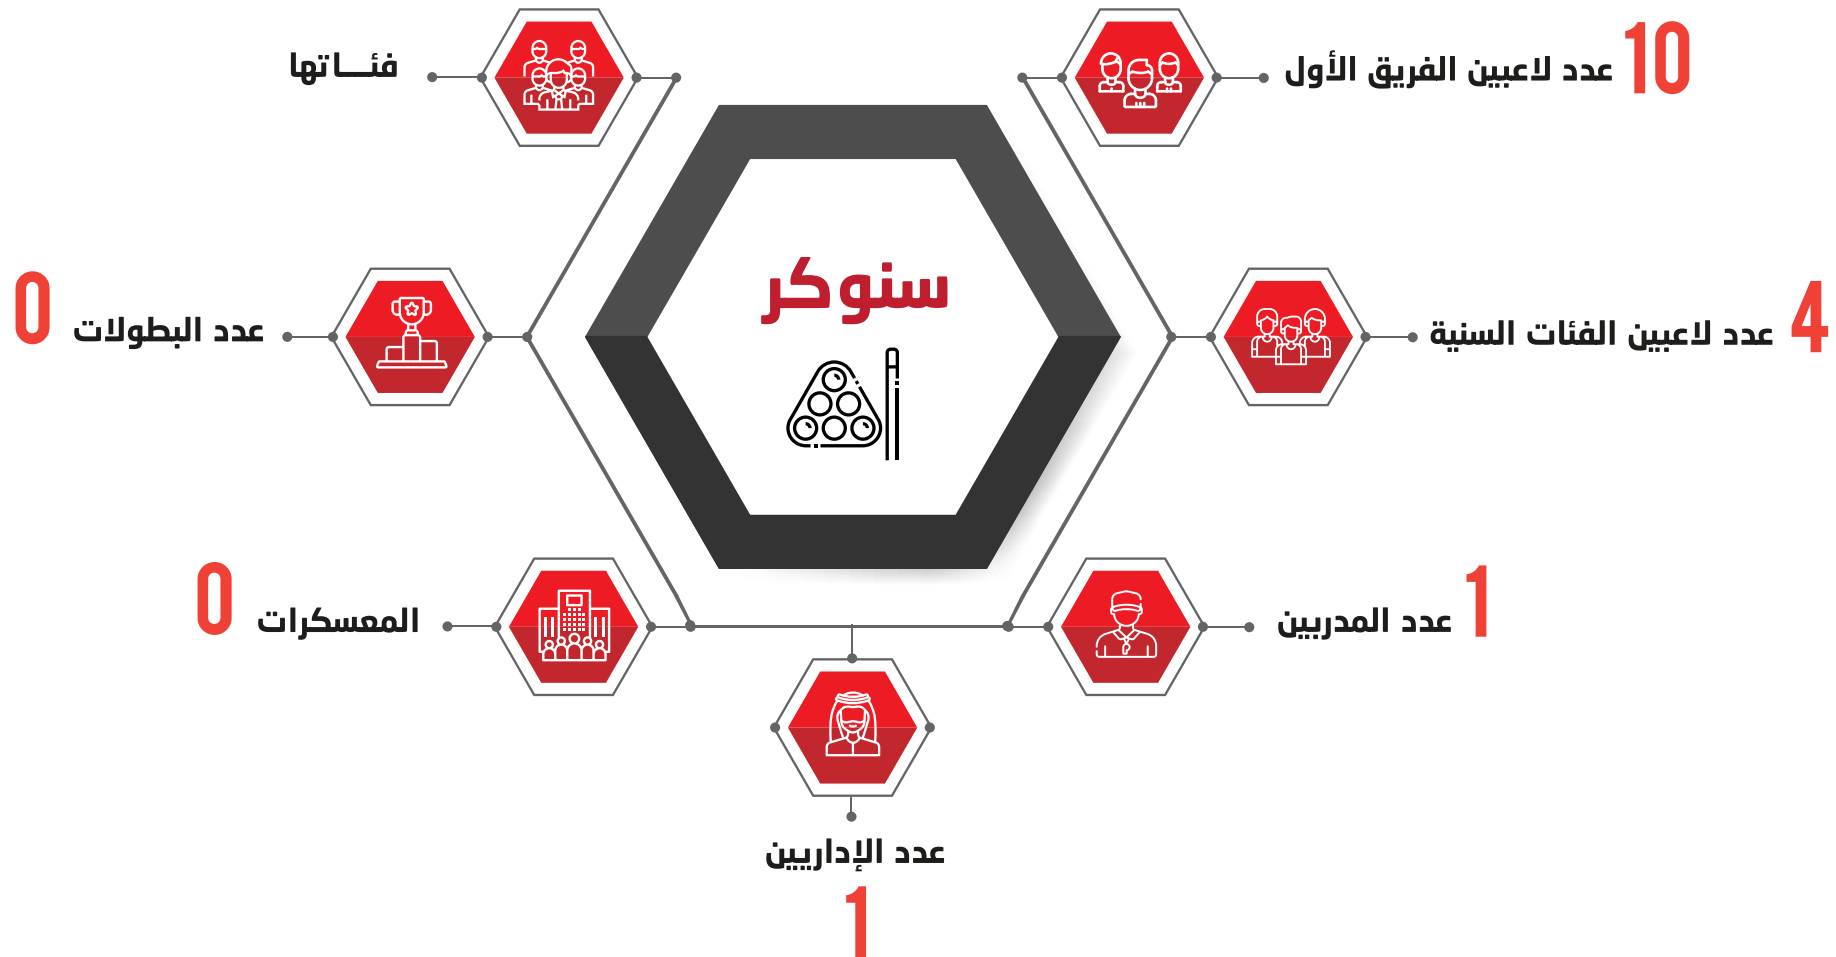 سنوكر
10
عدد لاعبين الفريق الأول
4
عدد لاعبين الفئات السنية
1
عدد المدربين
عدد الإداريين
1
المعسكرات
0
عدد البطولات
0
فئـــاتها